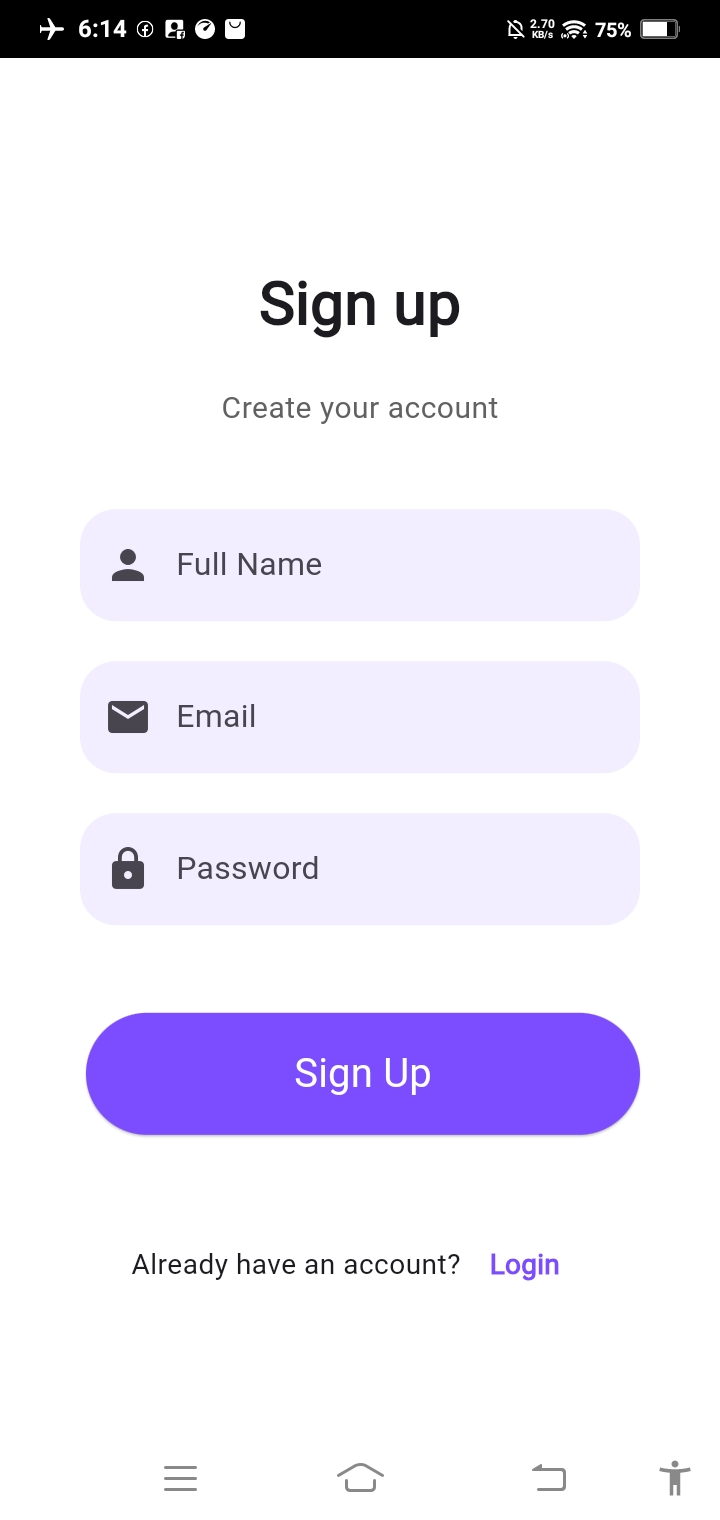 6:14 2.70 KB/s 75%
Sign up
Create your account
Full Name
Email
Password
Sign Up
Already have an account? Login